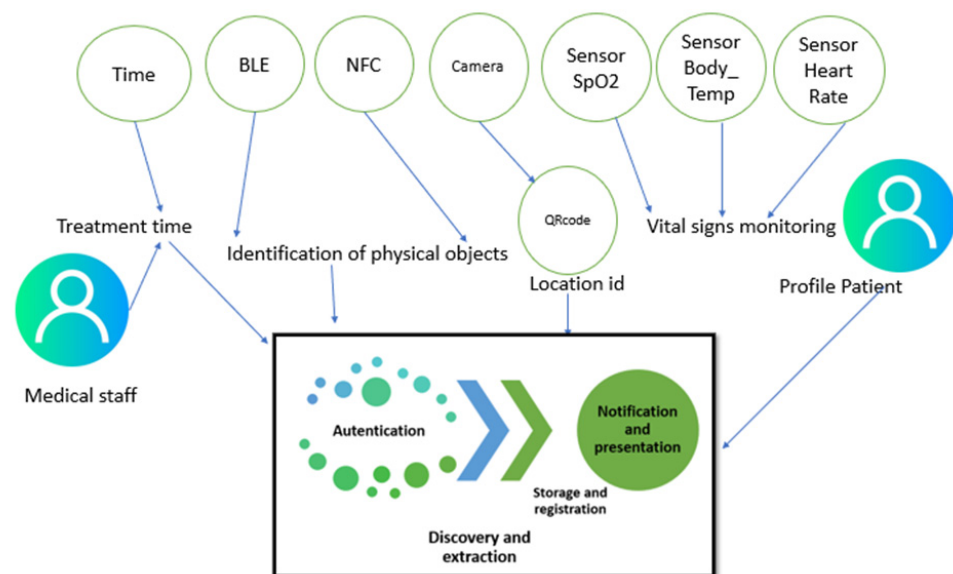 Time
BLE
NFC
Camera
Sensor
SpO2
Sensor
Body_
Temp
Sensor
Heart
Rate
QRcode
Treatment time
Identification of physical objects
Location id
Vital signs monitoring
Profile Patient
Medical staff
Autentication
Notification
and
presentation
Storage and
registration
Discovery and
extraction